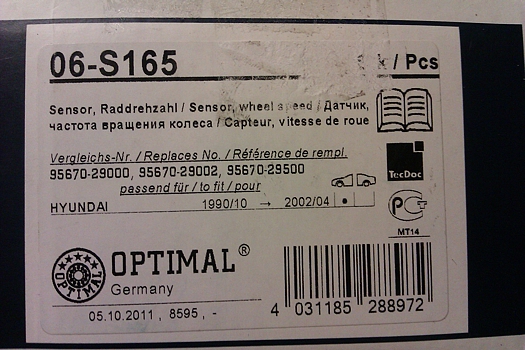 06-S165 k / Pcs
Sensor, Raddrehzahl / Sensor, wheel speed / Датчик,
частота вращения колеса / Capteur, vitesse de roue
Vergleichs-Nr. / Replaces No. / Référence de rempl.
95670-29000, 95670-29002, 95670-29500
passend für / to fit / pour
HYUNDAI 1990/10 → 2002/04
TecDoc
РСТ
MT14
OPTIMAL
OPTIMAL®
Germany
05.10.2011 , 8595 , -
4 031185 288972